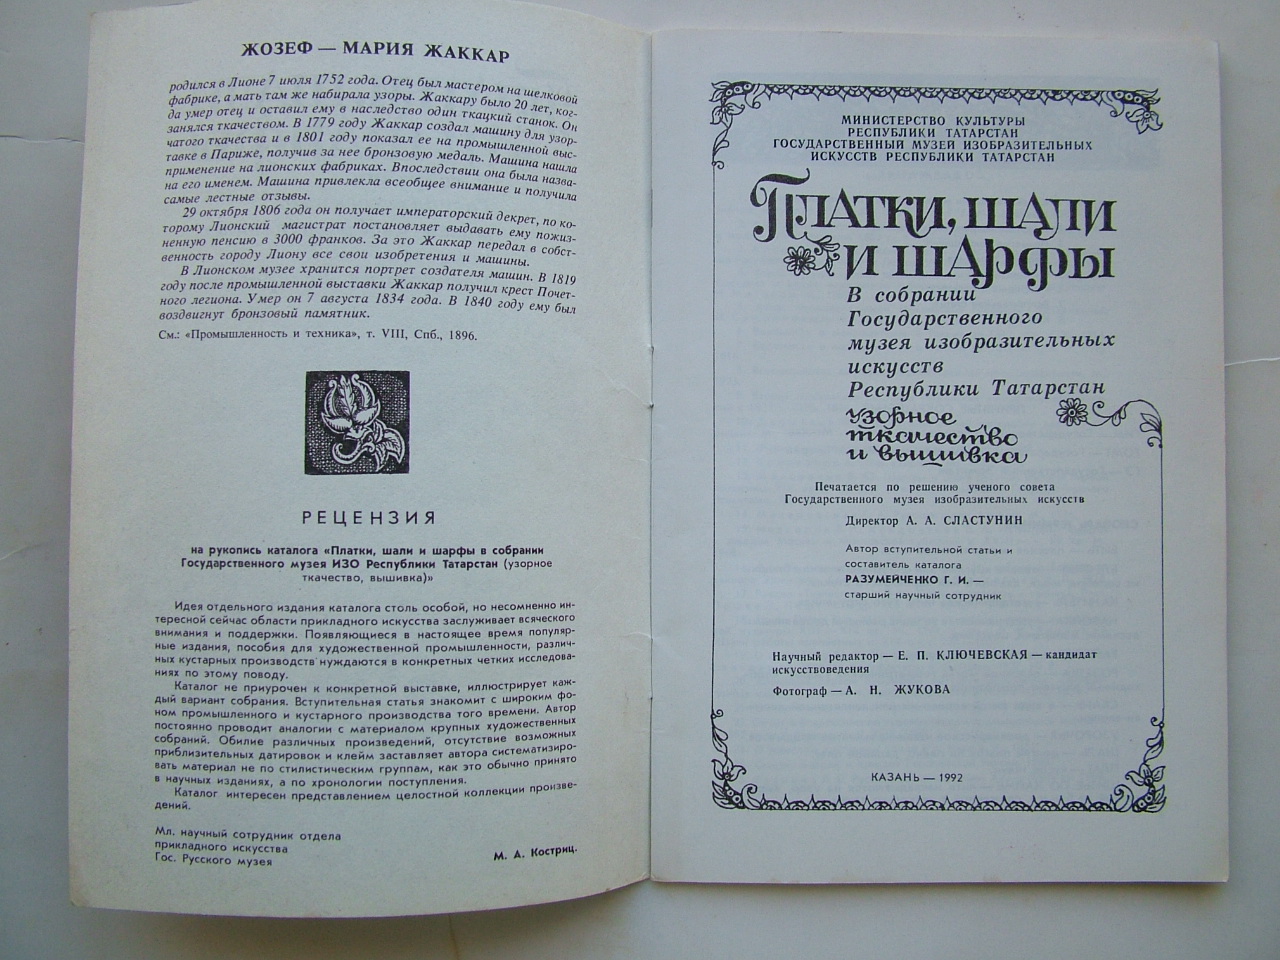 ЖОЗЕФ — МАРИЯ ЖАККАР
родился в Лионе 7 июля 1752 года. Отец был мастером на шелковой
фабрике, а мать там же набирала узоры. Жаккару было 20 лет, ког-
да умер отец и оставил ему в наследство один ткацкий станок. Он
занялся ткачеством. В 1779 году Жаккар создал машину для узор-
чатого ткачества и в 1801 году показал ее на промышленной выс-
тавке в Париже, получив за нее бронзовую медаль. Машина нашла
применение на лионских фабриках. Впоследствии она была назва-
на его именем. Машина привлекла всеобщее внимание и получила
самые лестные отзывы.
29 октября 1806 года он получает императорский декрет, по ко-
торому Лионский магистрат постановляет выдавать ему пожиз-
ненную пенсию в 3000 франков. За это Жаккар передал в собст-
венность городу Лиону все свои изобретения и машины.
В Лионском музее хранится портрет создателя машин. В 1819
году после промышленной выставки Жаккар получил крест Почет-
ного легиона. Умер он 7 августа 1834 года. В 1840 году ему был
воздвигнут бронзовый памятник.
См.: «Промышленность и техника», т. VIII, Спб., 1896.
РЕЦЕНЗИЯ
на рукопись каталога «Платки, шали и шарфы в собрании
Государственного музея ИЗО Республики Татарстан (узорное
ткачество, вышивка)»
Идея отдельного издания каталога столь особой, но несомненно ин-
тересной сейчас области прикладного искусства заслуживает всяческого
внимания и поддержки. Появляющиеся в настоящее время популяр-
ные издания, пособия для художественной промышленности, различ-
ных кустарных производств нуждаются в конкретных четких исследова-
ниях по этому поводу.
Каталог не приурочен к конкретной выставке, иллюстрирует каж-
дый вариант собрания. Вступительная статья знакомит с широким фо-
ном промышленного и кустарного производства того времени. Автор
постоянно проводит аналогии с материалом крупных художественных
собраний. Обилие различных произведений, отсутствие возможных
приблизительных датировок и клейм заставляет автора систематизиро-
вать материал не по стилистическим группам, как это обычно принято
в научных изданиях, а по хронологии поступления.
Каталог интересен представлением целостной коллекции произве-
дений.
Мл. научный сотрудник отдела
прикладного искусства
Гос. Русского музея
М. А. Костриц.
МИНИСТЕРСТВО КУЛЬТУРЫ
РЕСПУБЛИКИ ТАТАРСТАН
ГОСУДАРСТВЕННЫЙ МУЗЕЙ ИЗОБРАЗИТЕЛЬНЫХ
ИСКУССТВ РЕСПУБЛИКИ ТАТАРСТАН
ПЛАТКИ, ШАЛИ
И ШАРФЫ
В собрании
Государственного
музея изобразительных
искусств
Республики Татарстан
узорное
ткачество
и вышивка
Печатается по решению ученого совета
Государственного музея изобразительных искусств
Директор А. А. СЛАСТУНИН
Автор вступительной статьи и
составитель каталога
РАЗУМЕЙЧЕНКО Г. И. —
старший научный сотрудник
Научный редактор — Е. П. КЛЮЧЕВСКАЯ — кандидат
искусствоведения
Фотограф — А. Н. ЖУКОВА
КАЗАНЬ — 1992